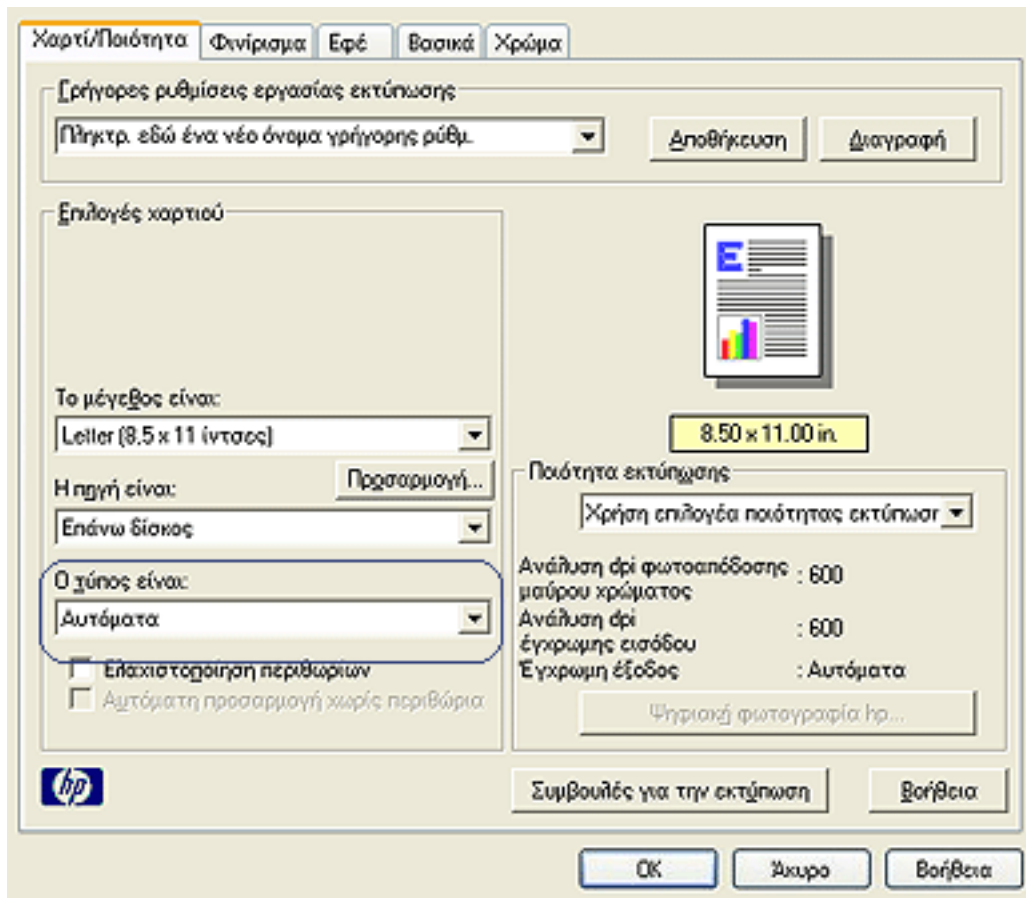 Χαρτί/Ποιότητα Φινίρισμα Εφέ Βασικά Χρώμα
Γρήγορες ρυθμίσεις εργασίας εκτύπωσης
Πληκτρ. εδώ ένα νέο όνομα γρήγορης ρύθμ. Αποθήκευση Διαγραφή
Επιλογές χαρτιού
E
Το μέγεθος είναι:
Letter (8.5 x 11 ίντσες)
8.50 x 11.00 in.
Προσαρμογή...
Η πηγή είναι:
Επάνω δίσκος
Ο τύπος είναι:
Αυτόματα
Ελαχιστοποίηση περιθωρίων
Αυτόματη προσαρμογή χωρίς περιθώρια
Ποιότητα εκτύπωσης
Χρήση επιλογέα ποιότητας εκτύπωσr
Ανάλυση dpi φωτοαπόδοσης : 600
μαύρου χρώματος
Ανάλυση dpi : 600
έγχρωμης εισόδου
Έγχρωμη έξοδος : Αυτόματα
Ψηφιακή φωτογραφία hp...
hp
Συμβουλές για την εκτύπωση Βοήθεια
OK Άκυρο Βοήθεια